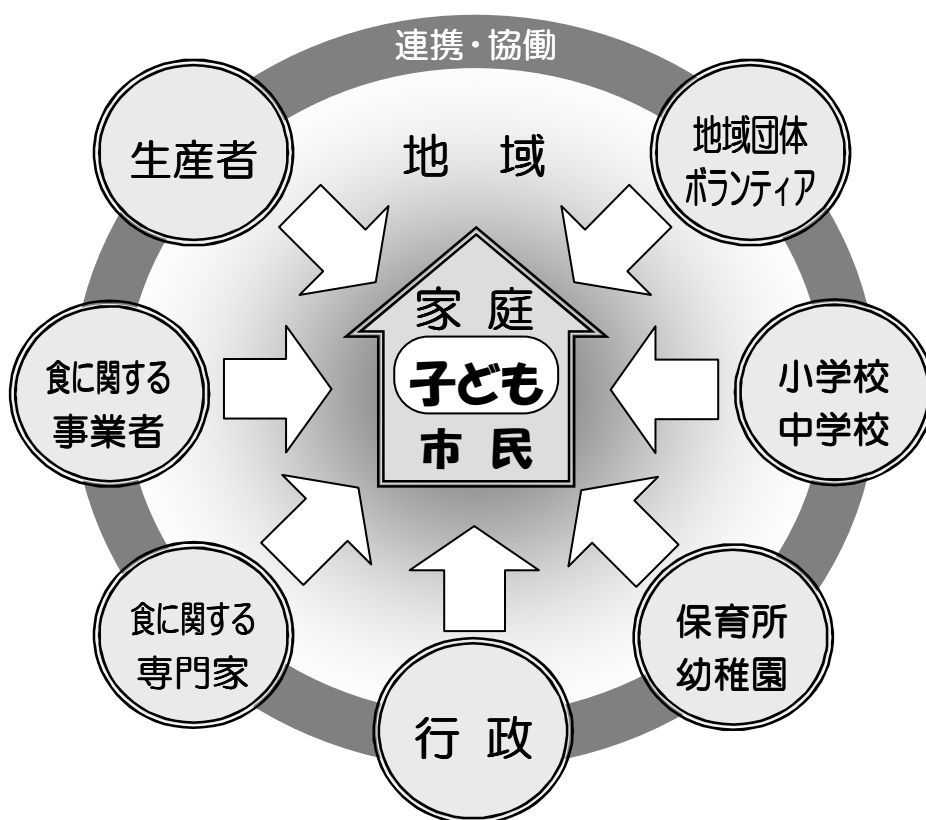 連携・協働
地 域
生産者
地域団体
ボランティア
家 庭
子ども
市 民
食に関する
事業者
小学校
中学校
食に関する
専門家
保育所
幼稚園
行 政